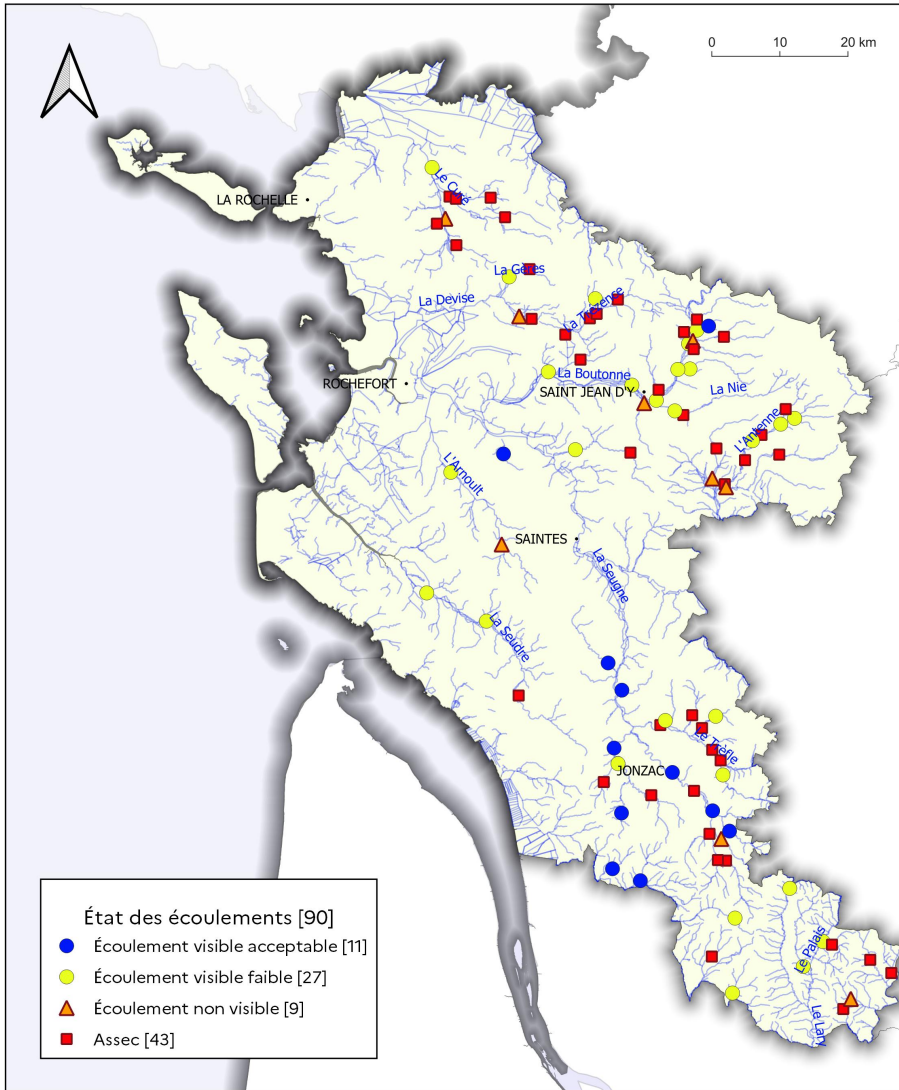 0 10 20 km
Le Curé
LA ROCHELLE
La Gères
La Devise
La Trézence
La Boutonne
ROCHEFORT
SAINT JEAN D'Y
La Nie
L'Antenne
L'Arnoult
SAINTES
La Seugne
La Seudre
Le Trèfle
JONZAC
Le Palais
Le Lary
État des écoulements [90]
Écoulement visible acceptable [11]
Écoulement visible faible [27]
Écoulement non visible [9]
Assec [43]